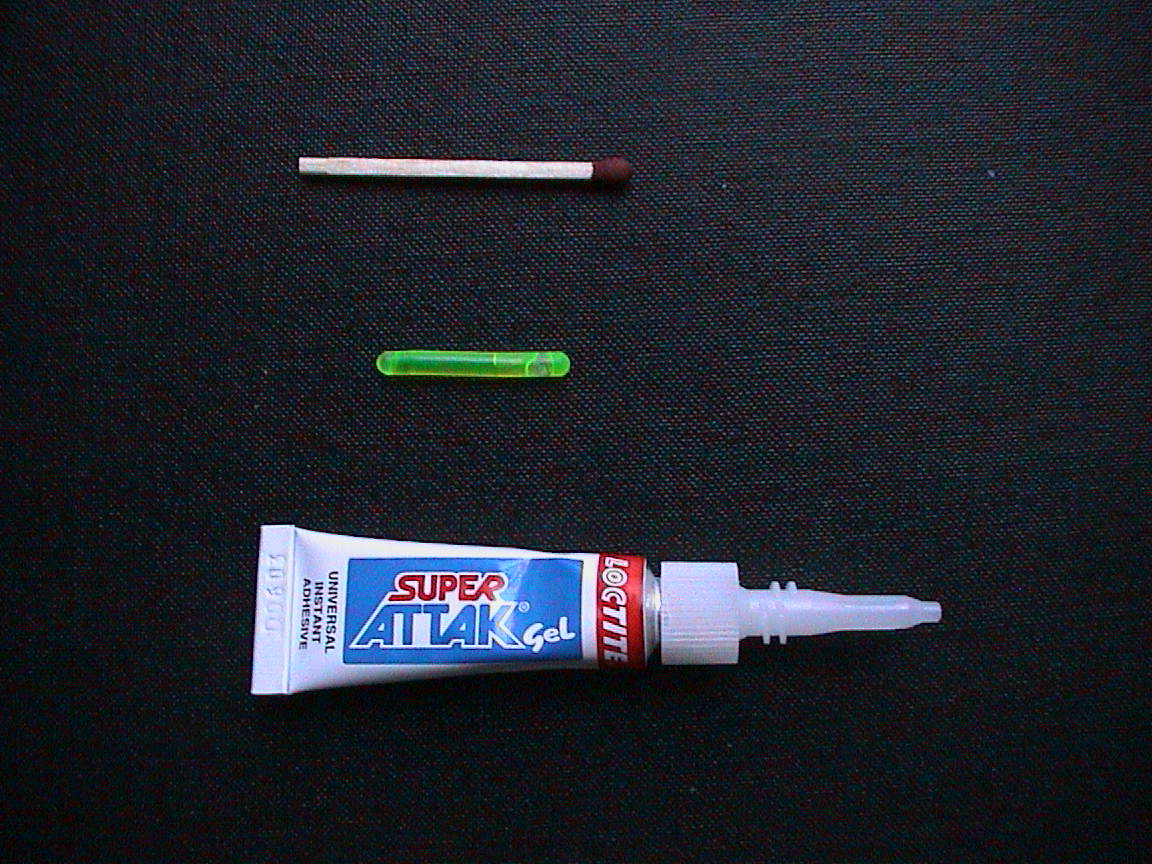 UNIVERSAL
INSTANT
ADHESIVE
SUPER
ATTAK®
Gel
LOCTITE